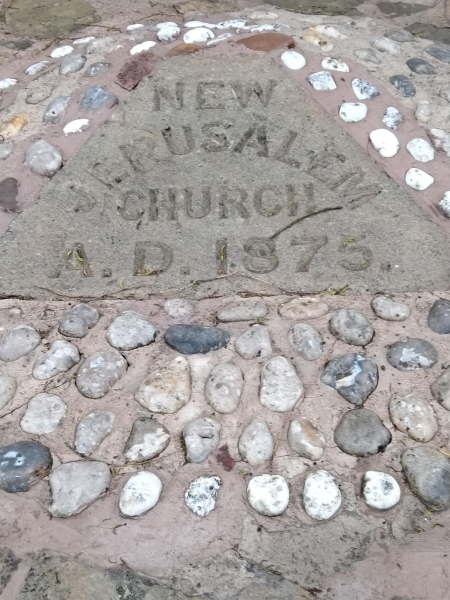 NEW
JERUSALEM
CHURCH
A.D. 1875.